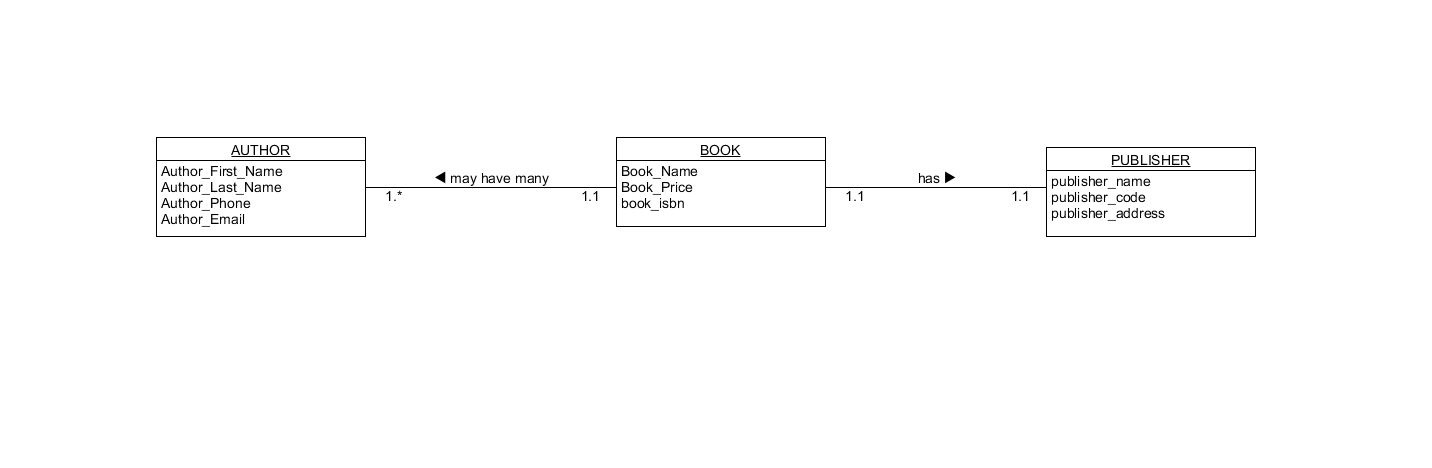 AUTHOR
Author_First_Name
Author_Last_Name
Author_Phone
Author_Email
◀ may have many
1.*
1.1
BOOK
Book_Name
Book_Price
book_isbn
has ▶
1.1
1.1
PUBLISHER
publisher_name
publisher_code
publisher_address